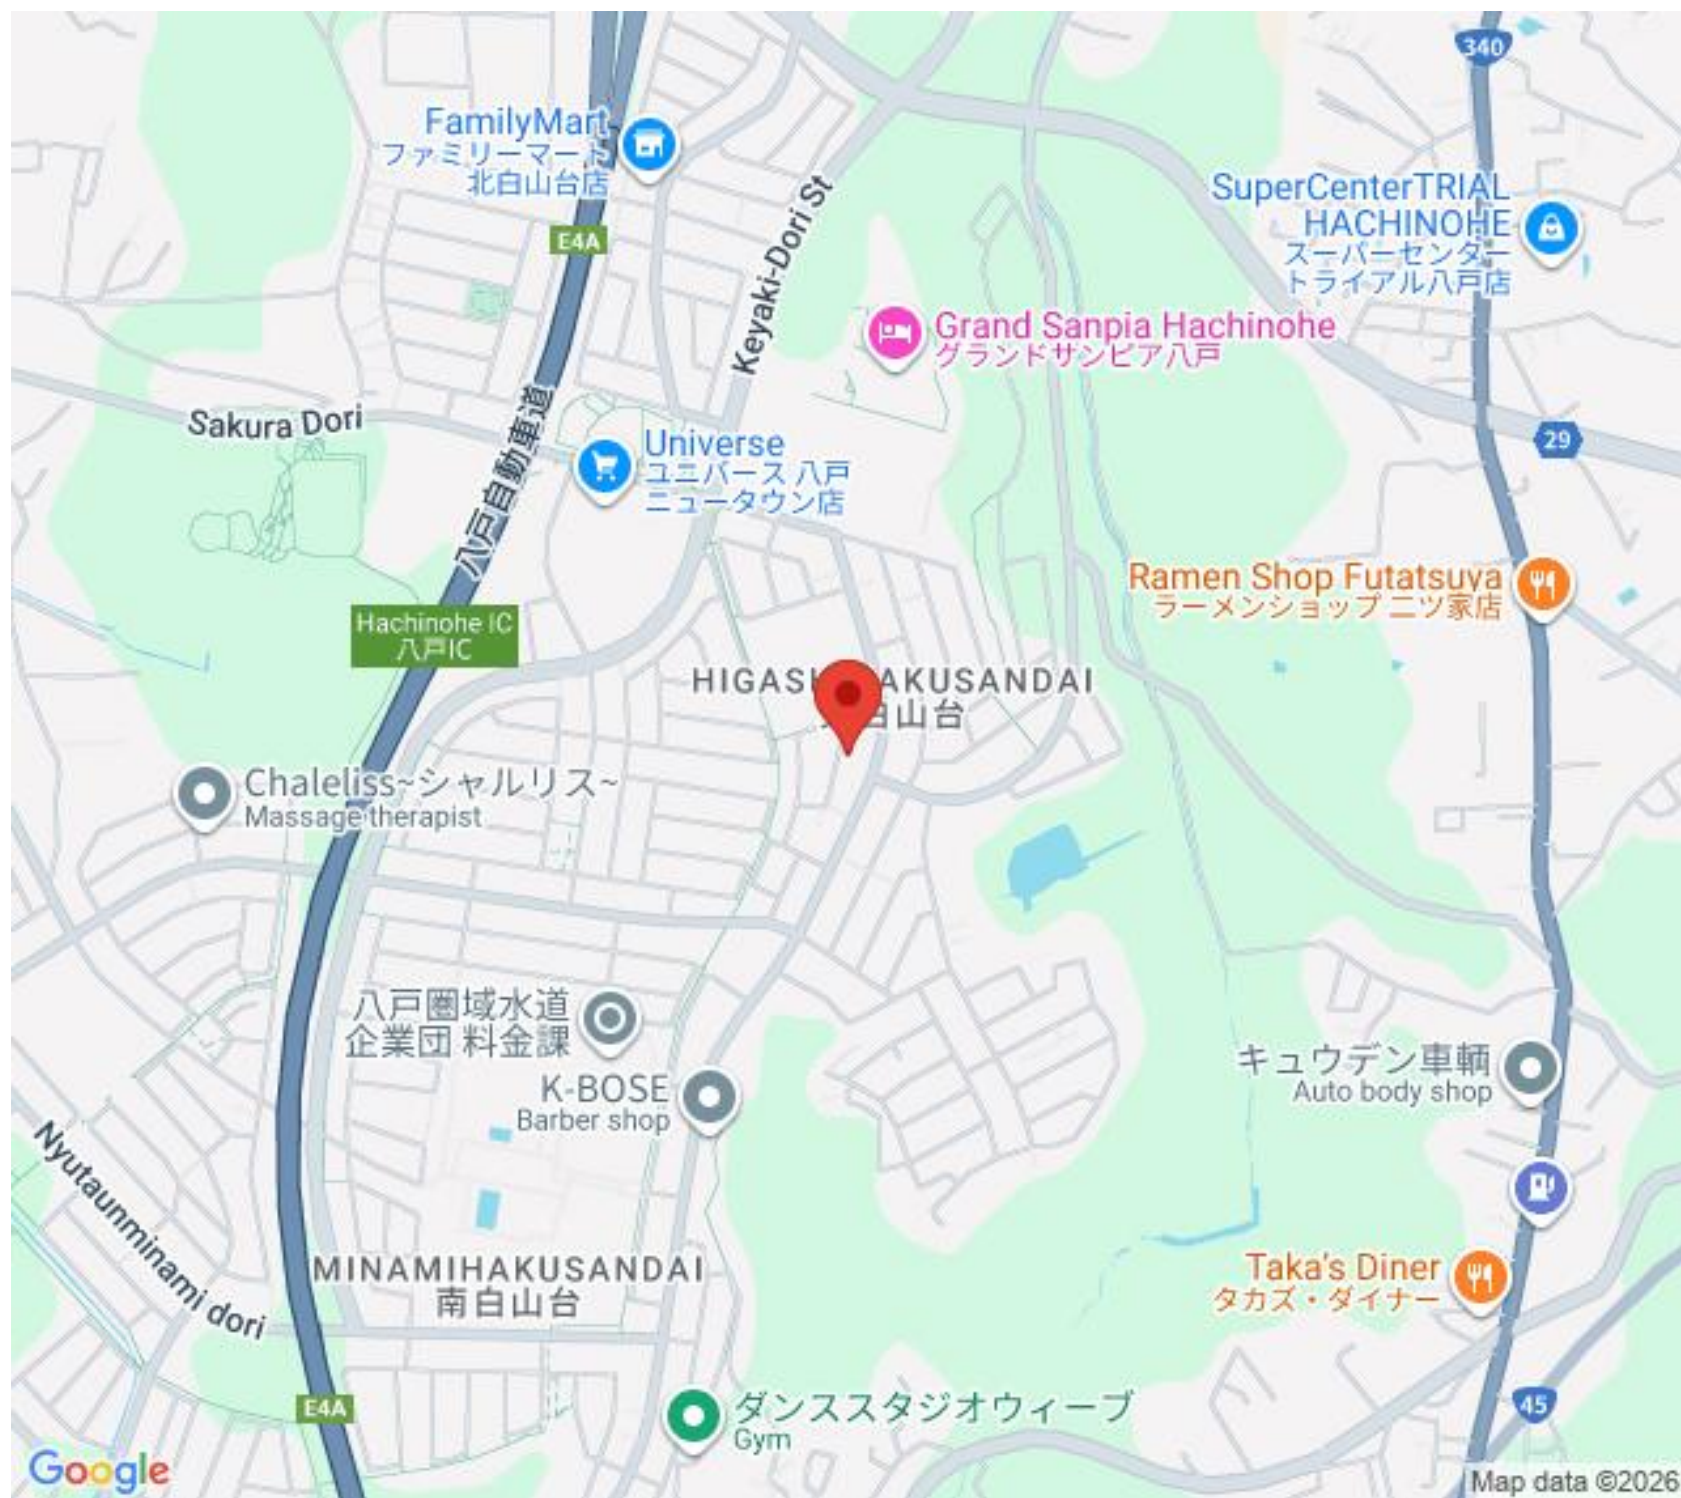 340
FamilyMart
ファミリーマート
北白山台店
SuperCenterTRIAL
HACHINOHE
スーパーセンター
トライアル八戸店
E4A
Keyaki-Dori St
Grand Sanpia Hachinohe
グランドサンピア八戸
Sakura Dori
八戸自動車道
29
Universe
ユニバース 八戸
ニュータウン店
Ramen Shop Futatsuya
ラーメンショップ 二ツ家店
Hachinohe IC
八戸IC
HIGASH AKUSANDAI
白山台
Chaleliss~シャルリス~
Massage therapist
八戸圏域水道
企業団 料金課
K-BOSE
Barber shop
キュウデン車輌
Auto body shop
Nyutaunminami dori
MINAMIHAKUSANDAI
南白山台
Taka's Diner
タカズ・ダイナー
E4A
45
ダンススタジオウィーブ
Gym
Google
Map data ©2026